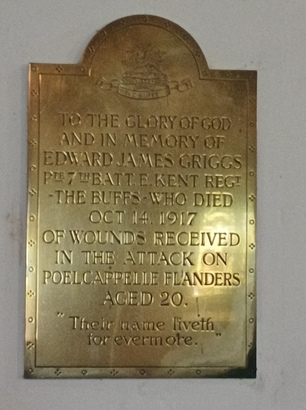 TO THE GLORY OF GOD
AND IN MEMORY OF
EDWARD JAMES GRIGGS
PTE 7TH BATT. E. KENT REGT
-THE BUFFS- WHO DIED
OCT 14. 1917
OF WOUNDS RECEIVED
IN THE ATTACK ON
POELCAPPELLE FLANDERS
AGED 20.
"Their name liveth
for evermore."